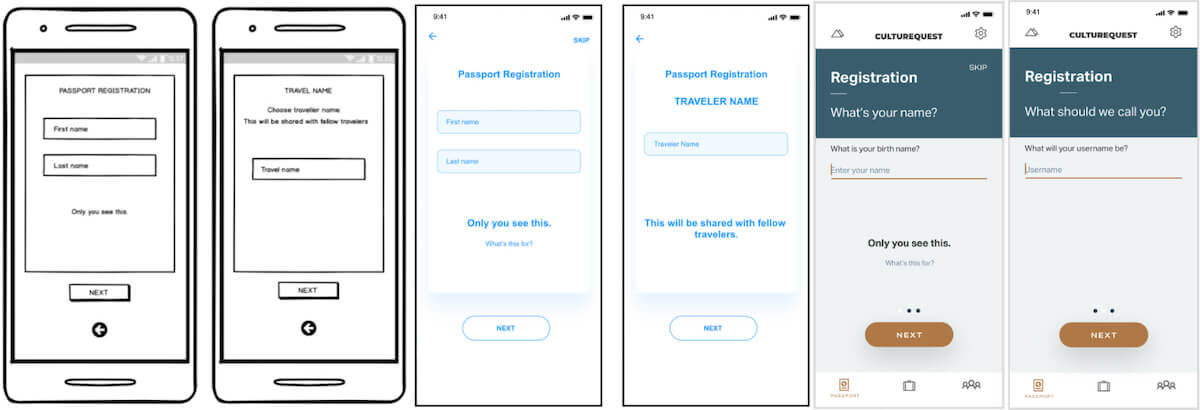 PASSPORT REGISTRATION
First name
Last name
Only you see this.
NEXT
TRAVEL NAME
Choose traveller name.
This will be shared with fellow travelers
Travel name
NEXT
9:41
SKIP
Passport Registration
First name
Last name
Only you see this.
What's this for?
NEXT
9:41
Passport Registration
TRAVELER NAME
Traveler Name
This will be shared with fellow
travelers.
NEXT
CULTUREQUEST
SKIP
Registration
What's your name?
What is your birth name?
Enter your name
Only you see this.
What's this for?
NEXT
PASSPORT
9:41
CULTUREQUEST
Registration
What should we call you?
What will your username be?
Username
NEXT
PASSPORT